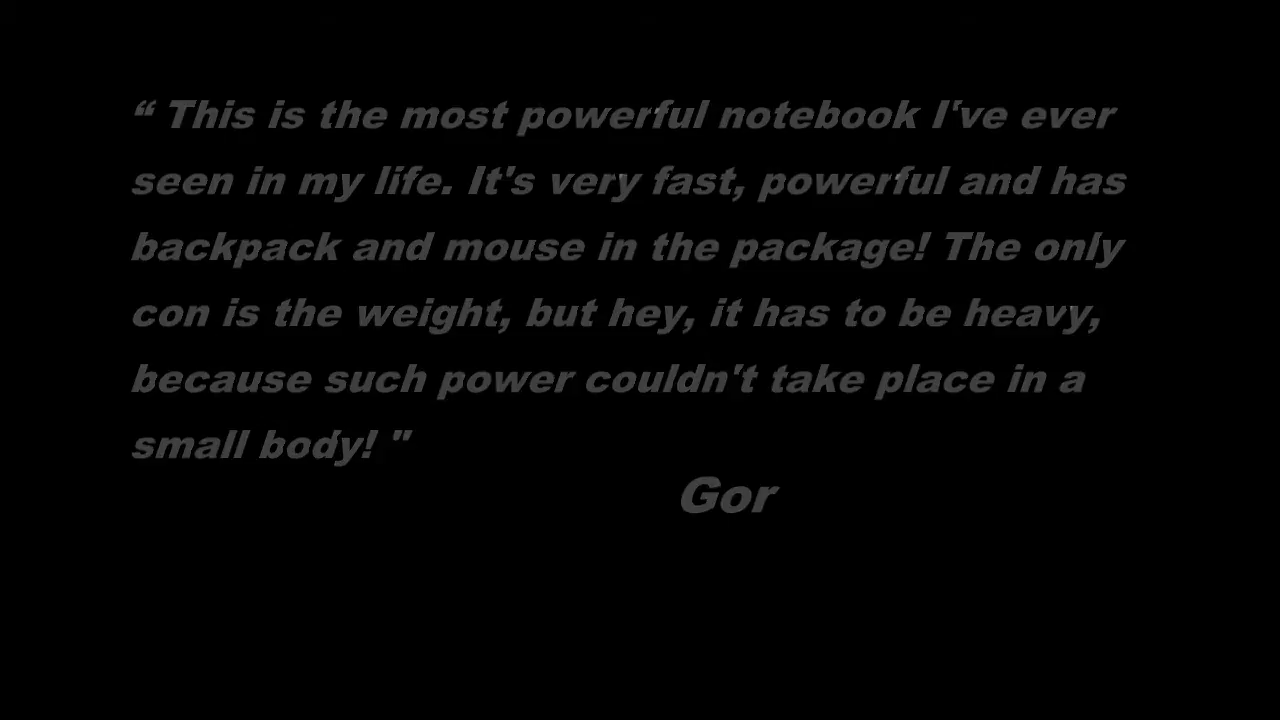 “ This is the most powerful notebook I've ever
seen in my life. It's very fast, powerful and has
backpack and mouse in the package! The only
con is the weight, but hey, it has to be heavy,
because such power couldn't take place in a
small body! "
Gor